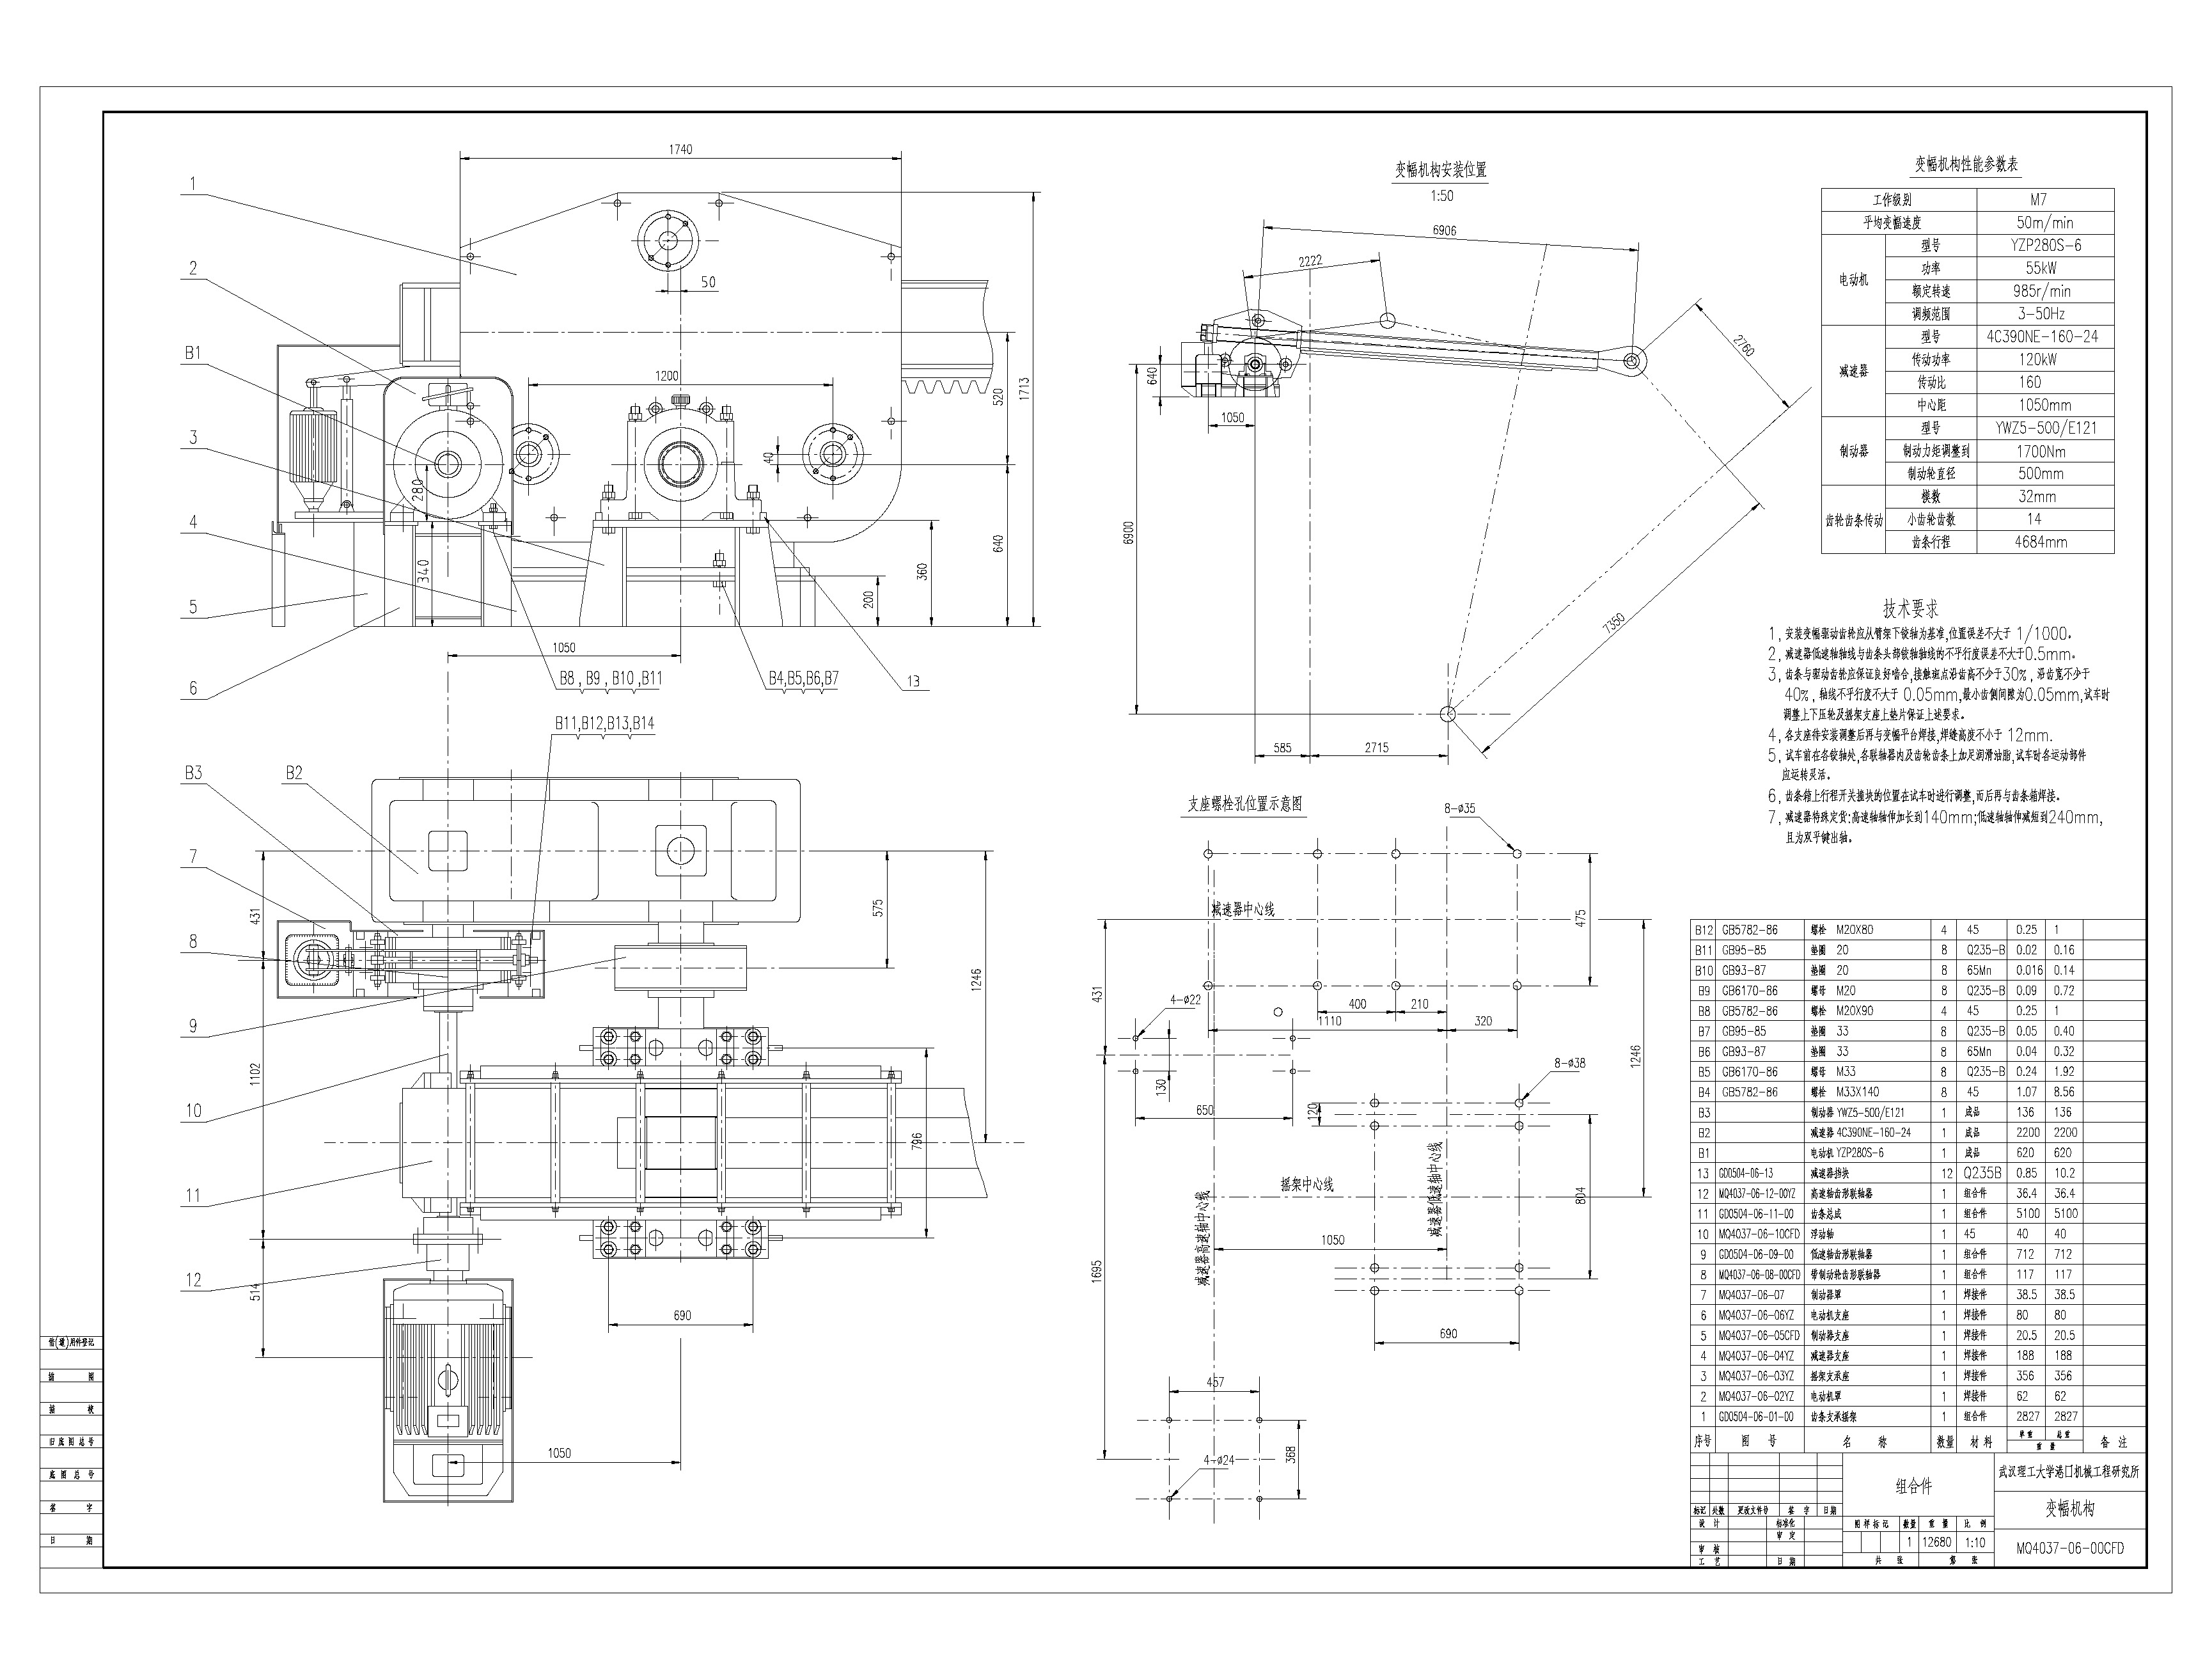 1740
1
2
B1
3
4
5
6
50
1200
520
1713
40
280
340
640
360
200
1050
B8 , B9 , B10 ,B11
B4,B5,B6,B7
13
B11,B12,B13,B14
B3
B2
7
8
9
10
11
12
431
1102
514
575
1246
796
690
1050
变幅机构安装位置
1:50
6906
2222
2760
640
1050
6900
7350
585
2715
支座螺栓孔位置示意图
8-ø35
减速器中心线
475
431
4-ø22
400
210
1110
320
1246
130
650
8-ø38
120
摇架中心线
减速器高速轴中心线
减速器低速轴中心线
804
1695
1050
690
457
368
4-ø24
变幅机构性能参数表
工作级别 M7
平均变幅速度 50m/min
电动机 型号 YZP280S-6
功率 55kW
额定转速 985r/min
调频范围 3-50Hz
减速器 型号 4C390NE-160-24
传动功率 120kW
传动比 160
中心距 1050mm
制动器 型号 YWZ5-500/E121
制动力矩调整到 1700Nm
制动轮直径 500mm
齿轮齿条传动 模数 32mm
小齿轮齿数 14
齿条行程 4684mm
技术要求
1, 安装变幅驱动齿轮应从臂架下铰轴为基准,位置误差不大于 1/1000。
2, 减速器低速轴轴线与齿条头部铰轴轴线的不平行度误差不大于0.5mm。
3, 齿条与驱动齿轮应保证良好啮合,接触斑点沿齿高不少于30%, 沿齿宽不少于
40%, 轴线不平行度不大于 0.05mm,最小齿侧间隙为0.05mm,试车时
调整上下压轮及摇架支座上垫片保证上述要求。
4, 各支座待安装调整后再与变幅平台焊接,焊缝高度不小于 12mm.
5, 试车前在各铰轴处,各联轴器内及齿轮齿条上加足润滑油脂,试车时各运动部件
应运转灵活。
6, 齿条箱上行程开关撞块的位置在试车时进行调整,而后再与齿条箱焊接。
7, 减速器特殊定货:高速轴轴伸加长到140mm;低速轴轴伸减短到240mm,
且为双平键出轴。
B12 GB5782-86 螺栓 M20X80 4 45 0.25 1
B11 GB95-85 垫圈 20 8 Q235-B 0.02 0.16
B10 GB93-87 垫圈 20 8 65Mn 0.016 0.14
B9 GB6170-86 螺母 M20 8 Q235-B 0.09 0.72
B8 GB5782-86 螺栓 M20X90 4 45 0.25 1
B7 GB95-85 垫圈 33 8 Q235-B 0.05 0.40
B6 GB93-87 垫圈 33 8 65Mn 0.04 0.32
B5 GB6170-86 螺母 M33 8 Q235-B 0.24 1.92
B4 GB5782-86 螺栓 M33X140 8 45 1.07 8.56
B3 制动器 YWZ5-500/E121 1 成品 136 136
B2 减速器 4C390NE-160-24 1 成品 2200 2200
B1 电动机 YZP280S-6 1 成品 620 620
13 GD0504-06-13 减速器挡块 12 Q235B 0.85 10.2
12 MQ4037-06-12-00YZ 高速轴齿形联轴器 1 组合件 36.4 36.4
11 GD0504-06-11-00 齿条总成 1 组合件 5100 5100
10 MQ4037-06-10CFD 浮动轴 1 45 40 40
9 GD0504-06-09-00 低速轴齿形联轴器 1 组合件 712 712
8 MQ4037-06-08-00CFD 带制动轮齿形联轴器 1 组合件 117 117
7 MQ4037-06-07 制动器罩 1 焊接件 38.5 38.5
6 MQ4037-06-06YZ 电动机支座 1 焊接件 80 80
5 MQ4037-06-05CFD 制动器支座 1 焊接件 20.5 20.5
4 MQ4037-06-04YZ 减速器支座 1 焊接件 188 188
3 MQ4037-06-03YZ 摇架支承座 1 焊接件 356 356
2 MQ4037-06-02YZ 电动机罩 1 焊接件 62 62
1 GD0504-06-01-00 齿条支承摇架 1 组合件 2827 2827
序号 图 号 名 称 数量 材 料 单重 总重 备 注
重 量
组合件
武汉理工大学港口机械工程研究所
变幅机构
MQ4037-06-00CFD
标记 处数 更改文件号 签 字 日期
设 计 标准化 图 样 标 记 数量 重 量 比 例
审 定
1 12680 1:10
审 核
工 艺 日 期 共 张 第 张
借(通)用件登记
描 图
描 校
旧 底 图 总 号
底 图 总 号
签 字
日 期